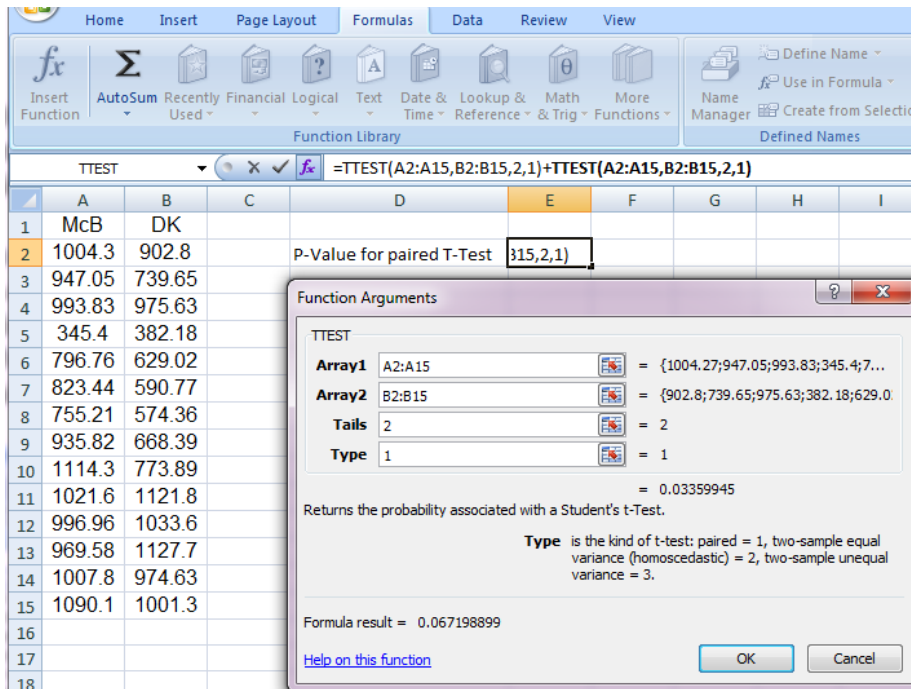 Home Insert Page Layout Formulas Data Review View
fx Σ ? A θ
Insert Function AutoSum Recently Used Financial Logical Text Date & Time Lookup & Reference Math & Trig More Functions Name Manager Define Name
fx Use in Formula
Create from Selectio
Function Library Defined Names
TTEST fx =TTEST(A2:A15,B2:B15,2,1)+TTEST(A2:A15,B2:B15,2,1)
A B C D E F G H I
1 McB DK
2 1004.3 902.8 P-Value for paired T-Test B15,2,1)
3 947.05 739.65
4 993.83 975.63
5 345.4 382.18
6 796.76 629.02
7 823.44 590.77
8 755.21 574.36
9 935.82 668.39
10 1114.3 773.89
11 1021.6 1121.8
12 996.96 1033.6
13 969.58 1127.7
14 1007.8 974.63
15 1090.1 1001.3
16
17
18
Function Arguments ? X
TTEST
Array1 A2:A15 = {1004.27;947.05;993.83;345.4;7...
Array2 B2:B15 = {902.8;739.65;975.63;382.18;629.0
Tails 2 = 2
Type 1 = 1
= 0.03359945
Returns the probability associated with a Student's t-Test.
Type is the kind of t-test: paired = 1, two-sample equal
variance (homoscedastic) = 2, two-sample unequal
variance = 3.
Formula result = 0.067198899
Help on this function OK Cancel